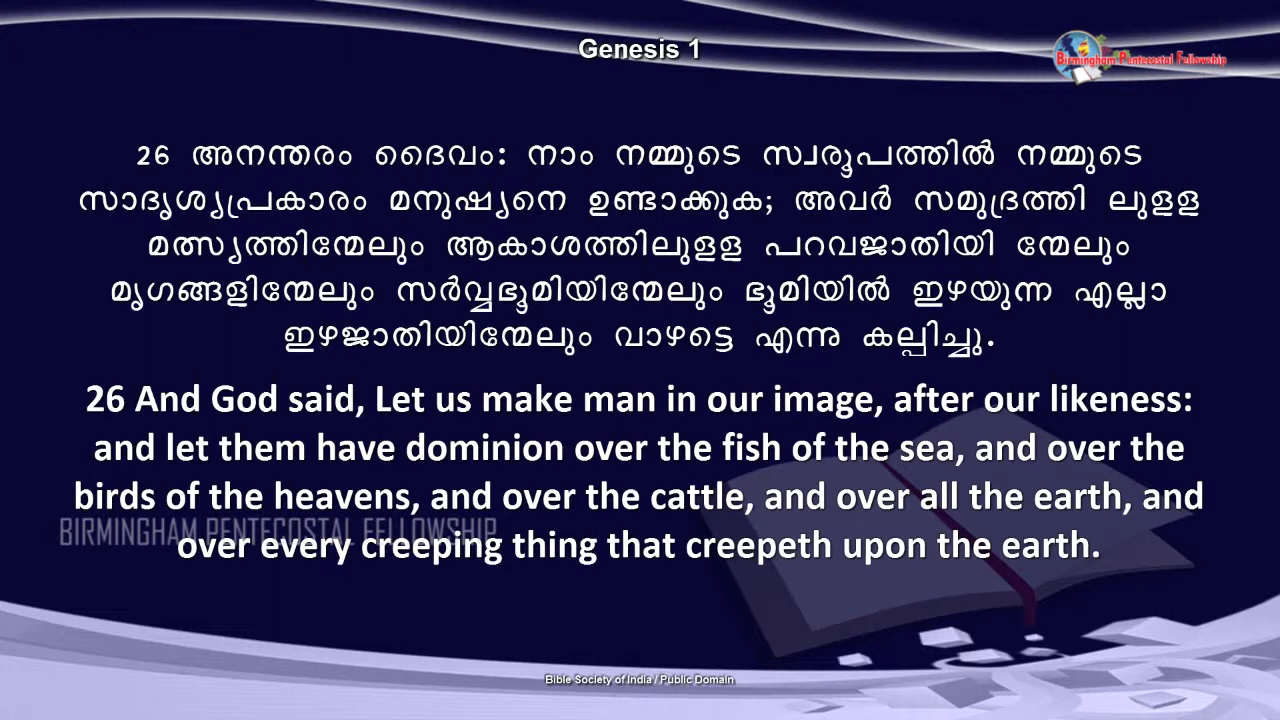 Genesis 1
Birmingham Pentecostal Fellowship
26 അനന്തരം ദൈവം: നാം നമ്മുടെ സ്വരൂപത്തിൽ നമ്മുടെ
സാദൃശ്യപ്രകാരം മനുഷ്യനെ ഉണ്ടാക്കുക; അവർ സമുദ്രത്തി ലുളള
മത്സ്യത്തിന്മേലും ആകാശത്തിലുളള പറവജാതിയി ന്മേലും
മൃഗങ്ങളിന്മേലും സർവ്വഭൂമിയിന്മേലും ഭൂമിയിൽ ഇഴയുന്ന എല്ലാ
ഇഴജാതിയിന്മേലും വാഴട്ടെ എന്നു കല്പിച്ചു.
26 And God said, Let us make man in our image, after our likeness:
and let them have dominion over the fish of the sea, and over the
birds of the heavens, and over the cattle, and over all the earth, and
BIRMINGHAM PENTECOSTAL FELLOWSHIP
over every creeping thing that creepeth upon the earth.
Bible Society of India / Public Domain